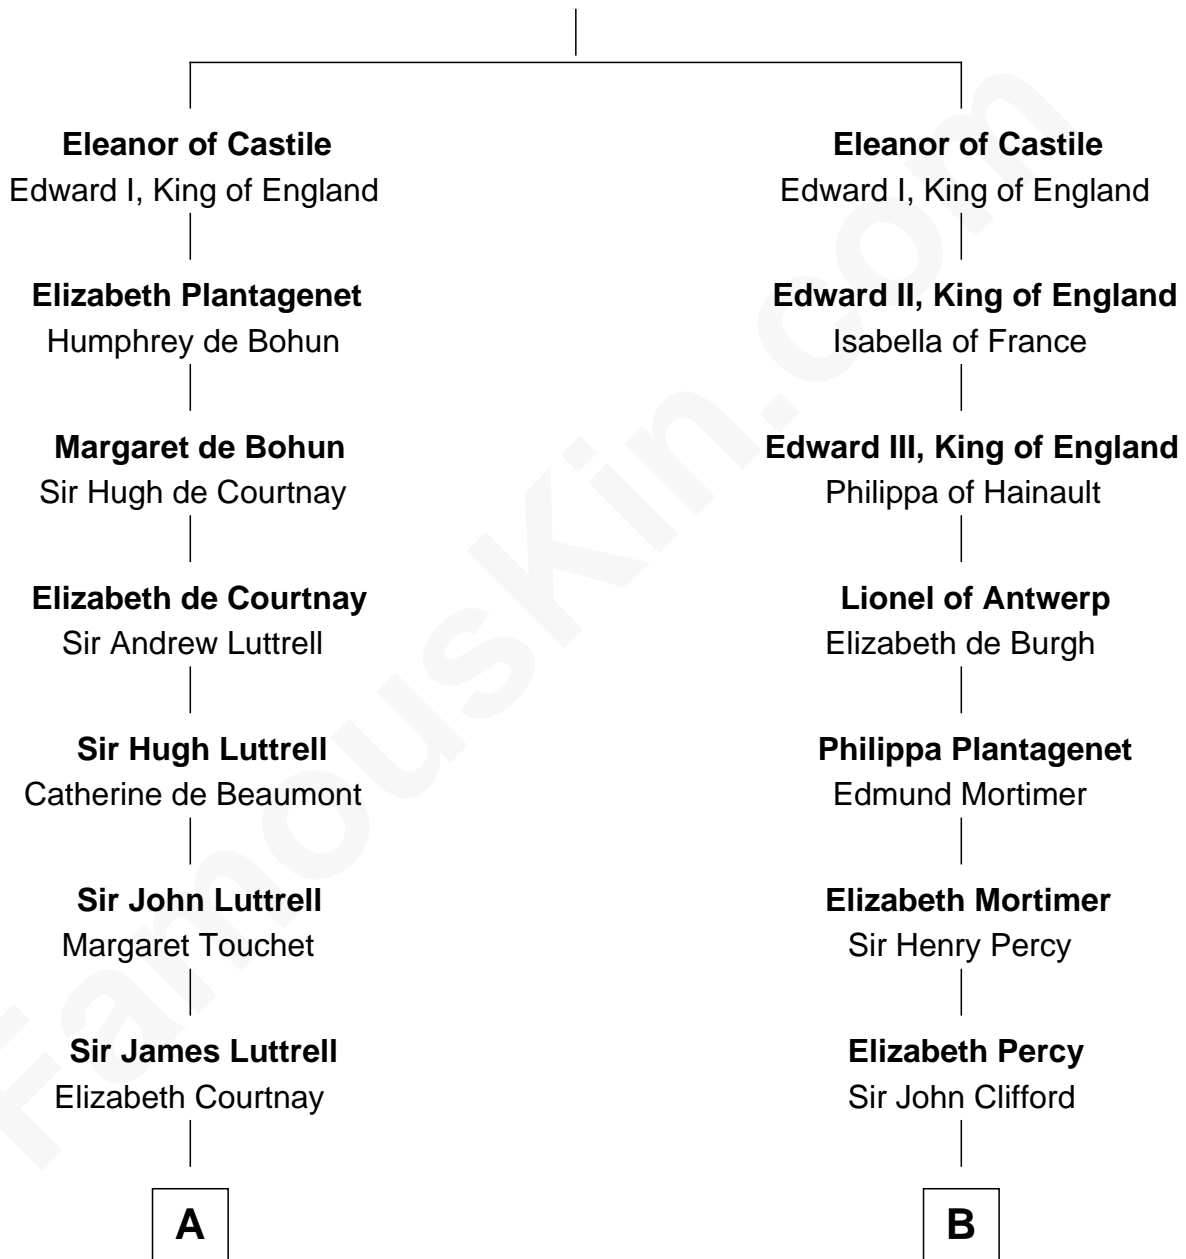 Eleanor of Castile
Edward I, King of England
Elizabeth Plantagenet
Humphrey de Bohun
Margaret de Bohun
Sir Hugh de Courtnay
Elizabeth de Courtnay
Sir Andrew Luttrell
Sir Hugh Luttrell
Catherine de Beaumont
Sir John Luttrell
Margaret Touchet
Sir James Luttrell
Elizabeth Courtnay
A
Eleanor of Castile
Edward I, King of England
Edward II, King of England
Isabella of France
Edward III, King of England
Philippa of Hainault
Lionel of Antwerp
Elizabeth de Burgh
Philippa Plantagenet
Edmund Mortimer
Elizabeth Mortimer
Sir Henry Percy
Elizabeth Percy
Sir John Clifford
B
FamousKin.com